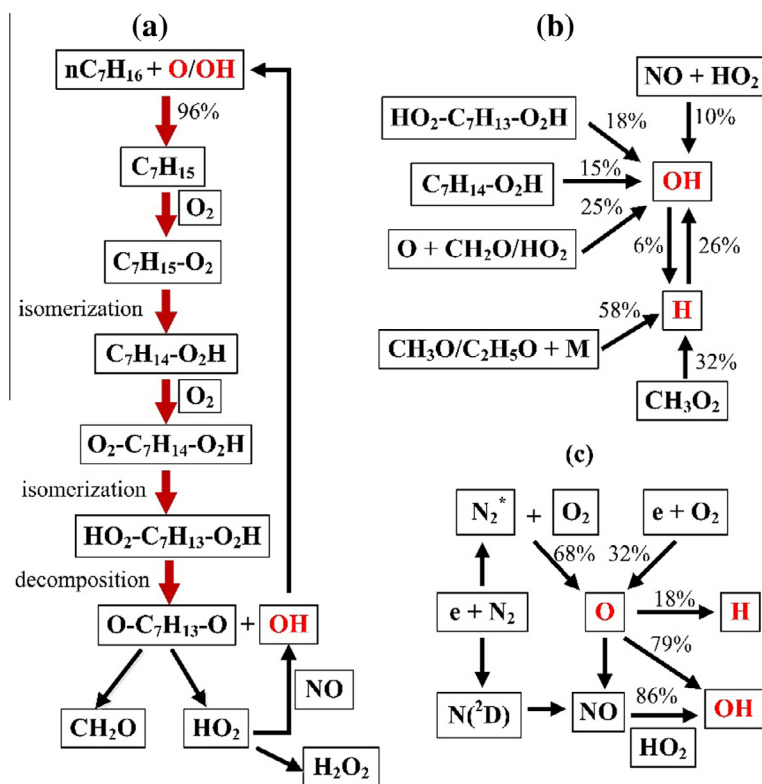 (a)
nC₇H₁₆ + O/OH
96%
C₇H₁₅
O₂
C₇H₁₅-O₂
isomerization
C₇H₁₄-O₂H
O₂
O₂-C₇H₁₄-O₂H
isomerization
HO₂-C₇H₁₃-O₂H
decomposition
O-C₇H₁₃-O + OH
NO
CH₂O
HO₂
H₂O₂
(b)
NO + HO₂
HO₂-C₇H₁₃-O₂H
18%
10%
C₇H₁₄-O₂H
15%
OH
25%
O + CH₂O/HO₂
6%
26%
58%
H
CH₃O/C₂H₅O + M
32%
CH₃O₂
(c)
N₂* + O₂
e + O₂
68%
32%
e + N₂
O
18%
H
79%
N(²D)
NO
86%
OH
HO₂